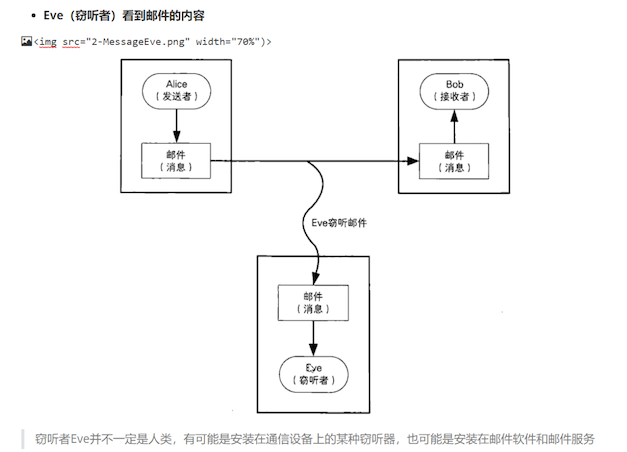 Eve（窃听者）看到邮件的内容
<img src="2-MessageEve.png" width="70%")>
Alice
（发送者）
Bob
（接收者）
邮件
（消息）
邮件
（消息）
Eve窃听邮件
邮件
（消息）
Eve
（窃听者）
窃听者Eve并不一定是人类，有可能是安装在通信设备上的某种窃听器，也可能是安装在邮件软件和邮件服务